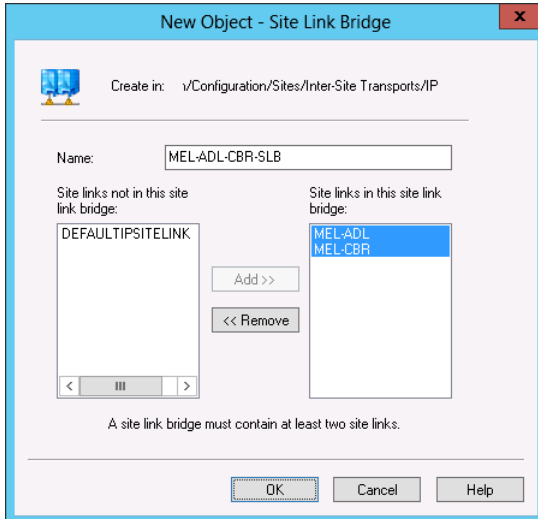 New Object - Site Link Bridge
x
Create in: ı/Configuration/Sites/Inter-Site Transports/IP
Name: MEL-ADL-CBR-SLB
Site links not in this site
link bridge:
DEFAULTIPSITELINK
Add >>
<< Remove
Site links in this site link
bridge:
MEL-ADL
MEL-CBR
A site link bridge must contain at least two site links.
OK Cancel Help